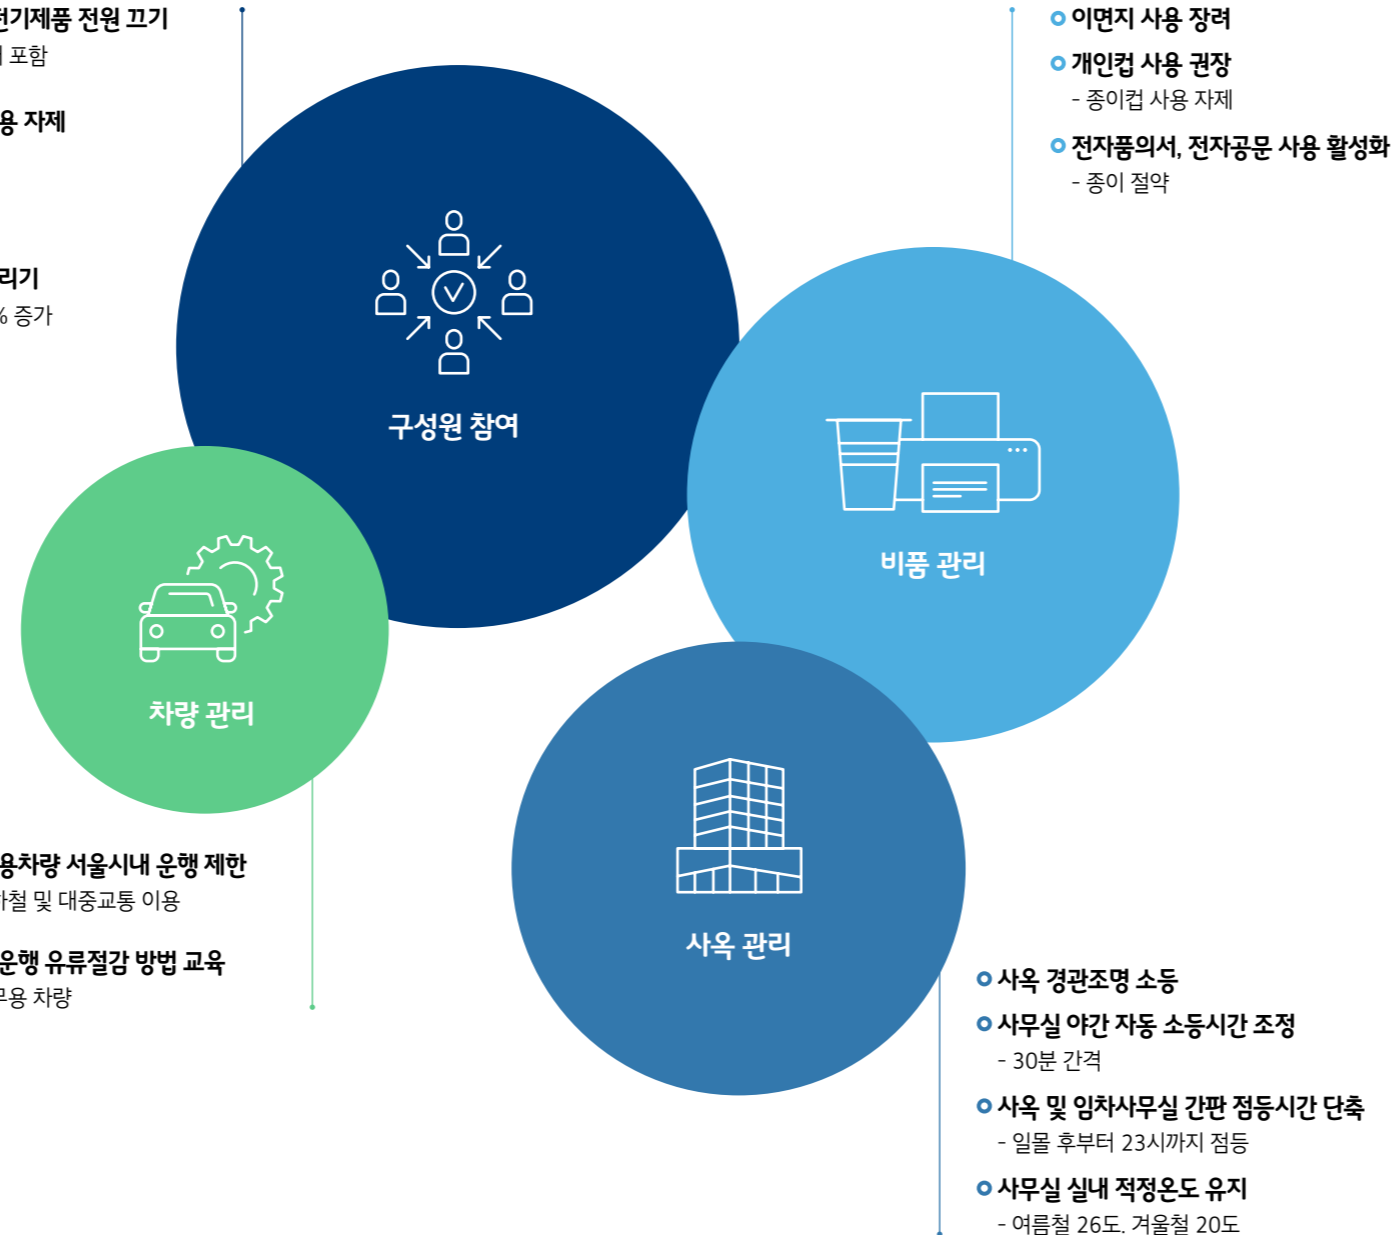 전기제품 전원 끄기
포함
용 자제
리기
% 증가
이면지 사용 장려
개인컵 사용 권장
- 종이컵 사용 자제
전자품의서, 전자공문 사용 활성화
- 종이 절약
구성원 참여
비품 관리
차량 관리
사옥 관리
용차량 서울시내 운행 제한
하철 및 대중교통 이용
운행 유류절감 방법 교육
무용 차량
사옥 경관조명 소등
사무실 야간 자동 소등시간 조정
- 30분 간격
사옥 및 임차사무실 간판 점등시간 단축
- 일몰 후부터 23시까지 점등
사무실 실내 적정온도 유지
- 여름철 26도, 겨울철 20도